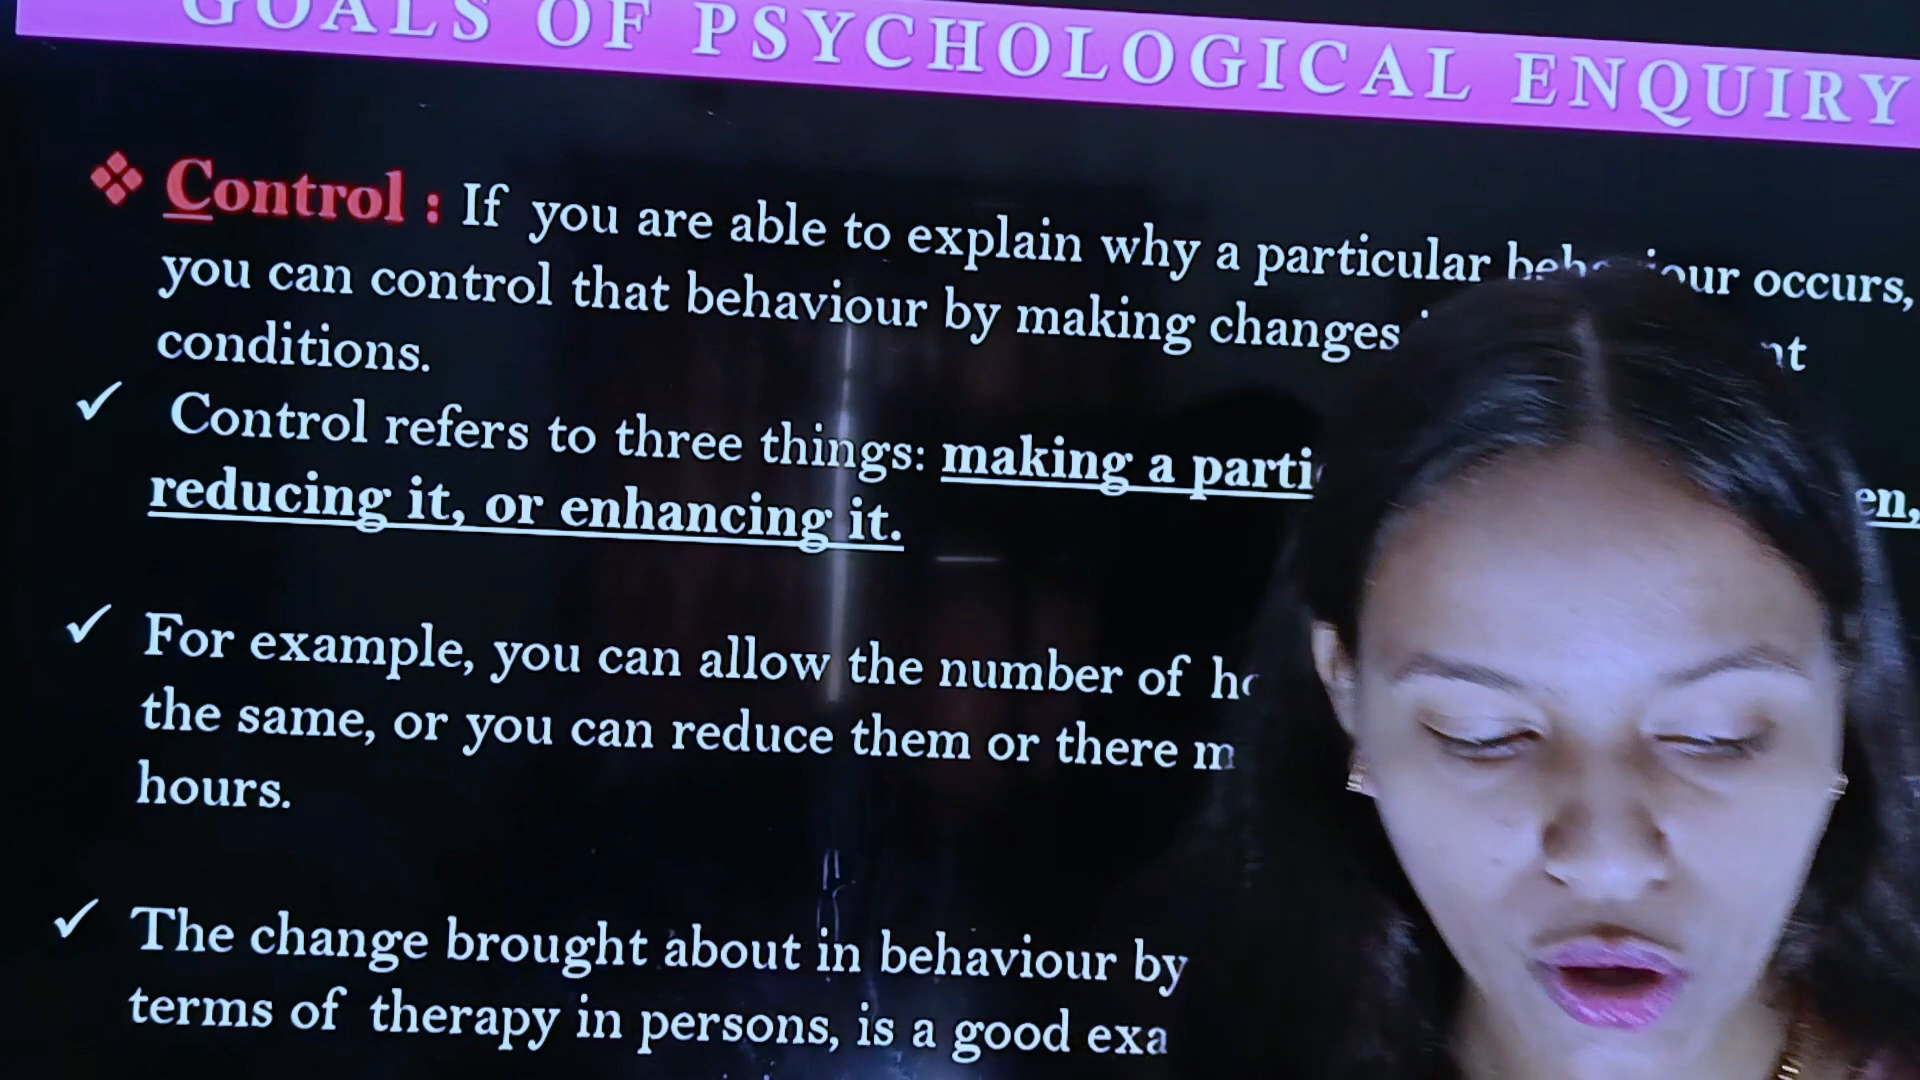 GOALS OF PSYCHOLOGICAL ENQUIRY
Control : If you are able to explain why a particular behaviour occurs,
you can control that behaviour by making changes
conditions.
Control refers to three things: making a
reducing it, or enhancing it.
For example, you can allow the number of
the same, or you can reduce them or there
hours.
The change brought about in behaviour by
terms of therapy in persons, is a good